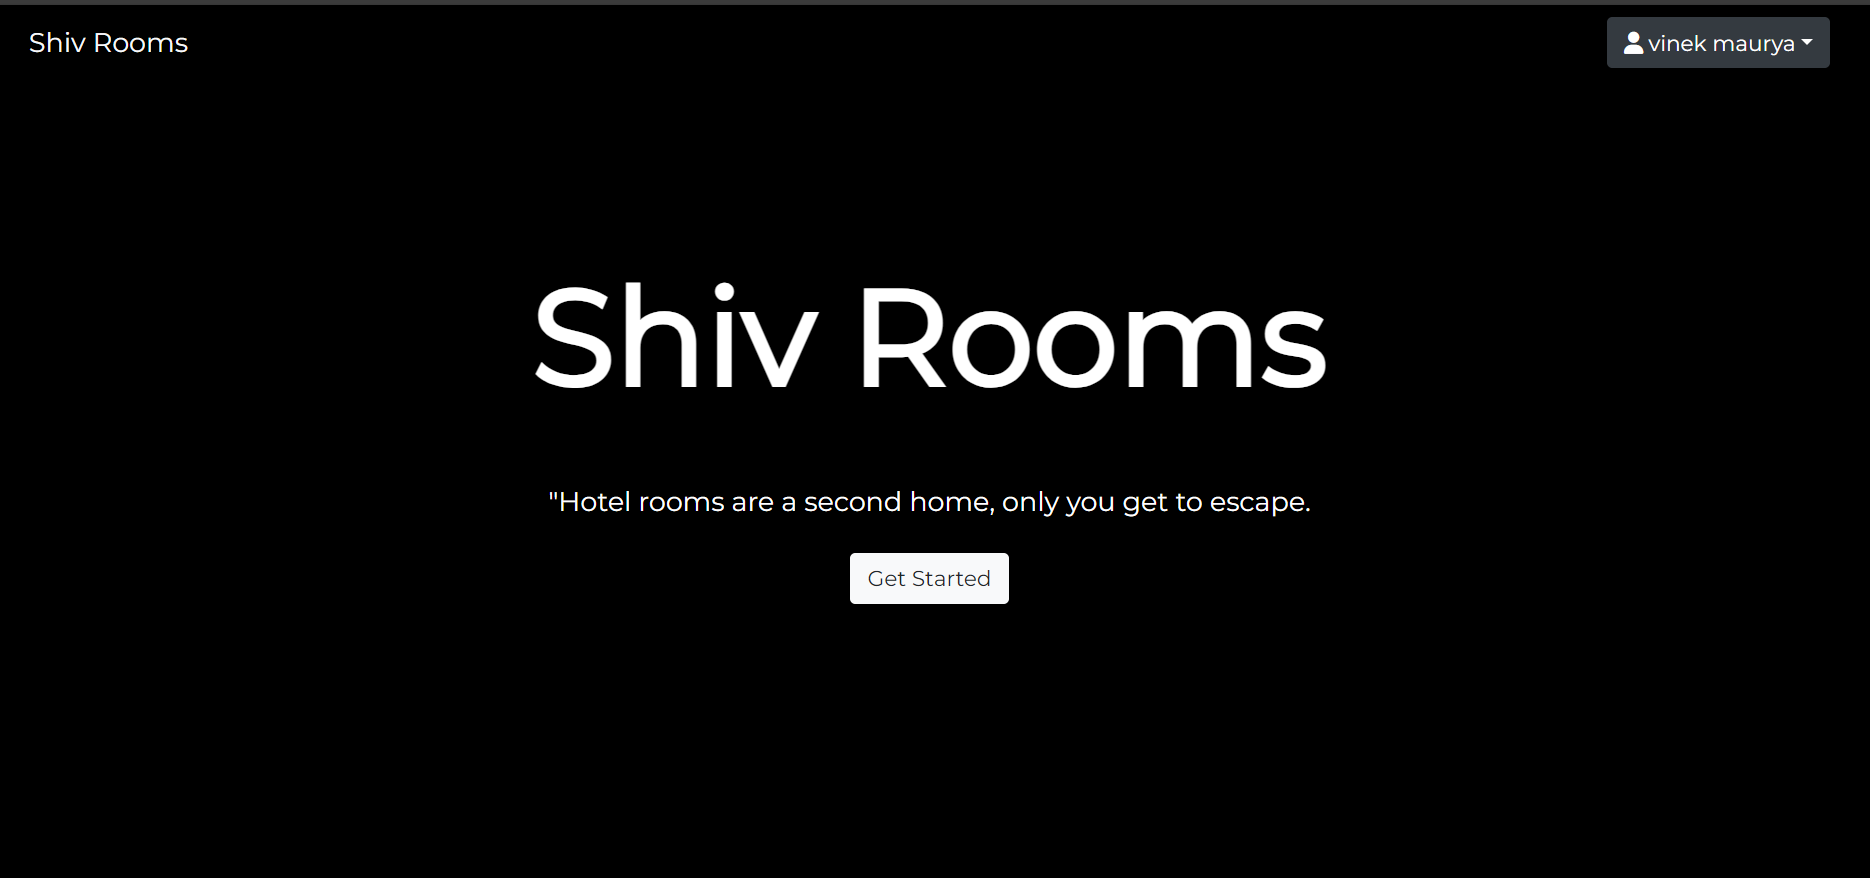 Shiv Rooms
vinek maurya
Shiv Rooms
"Hotel rooms are a second home, only you get to escape.
Get Started